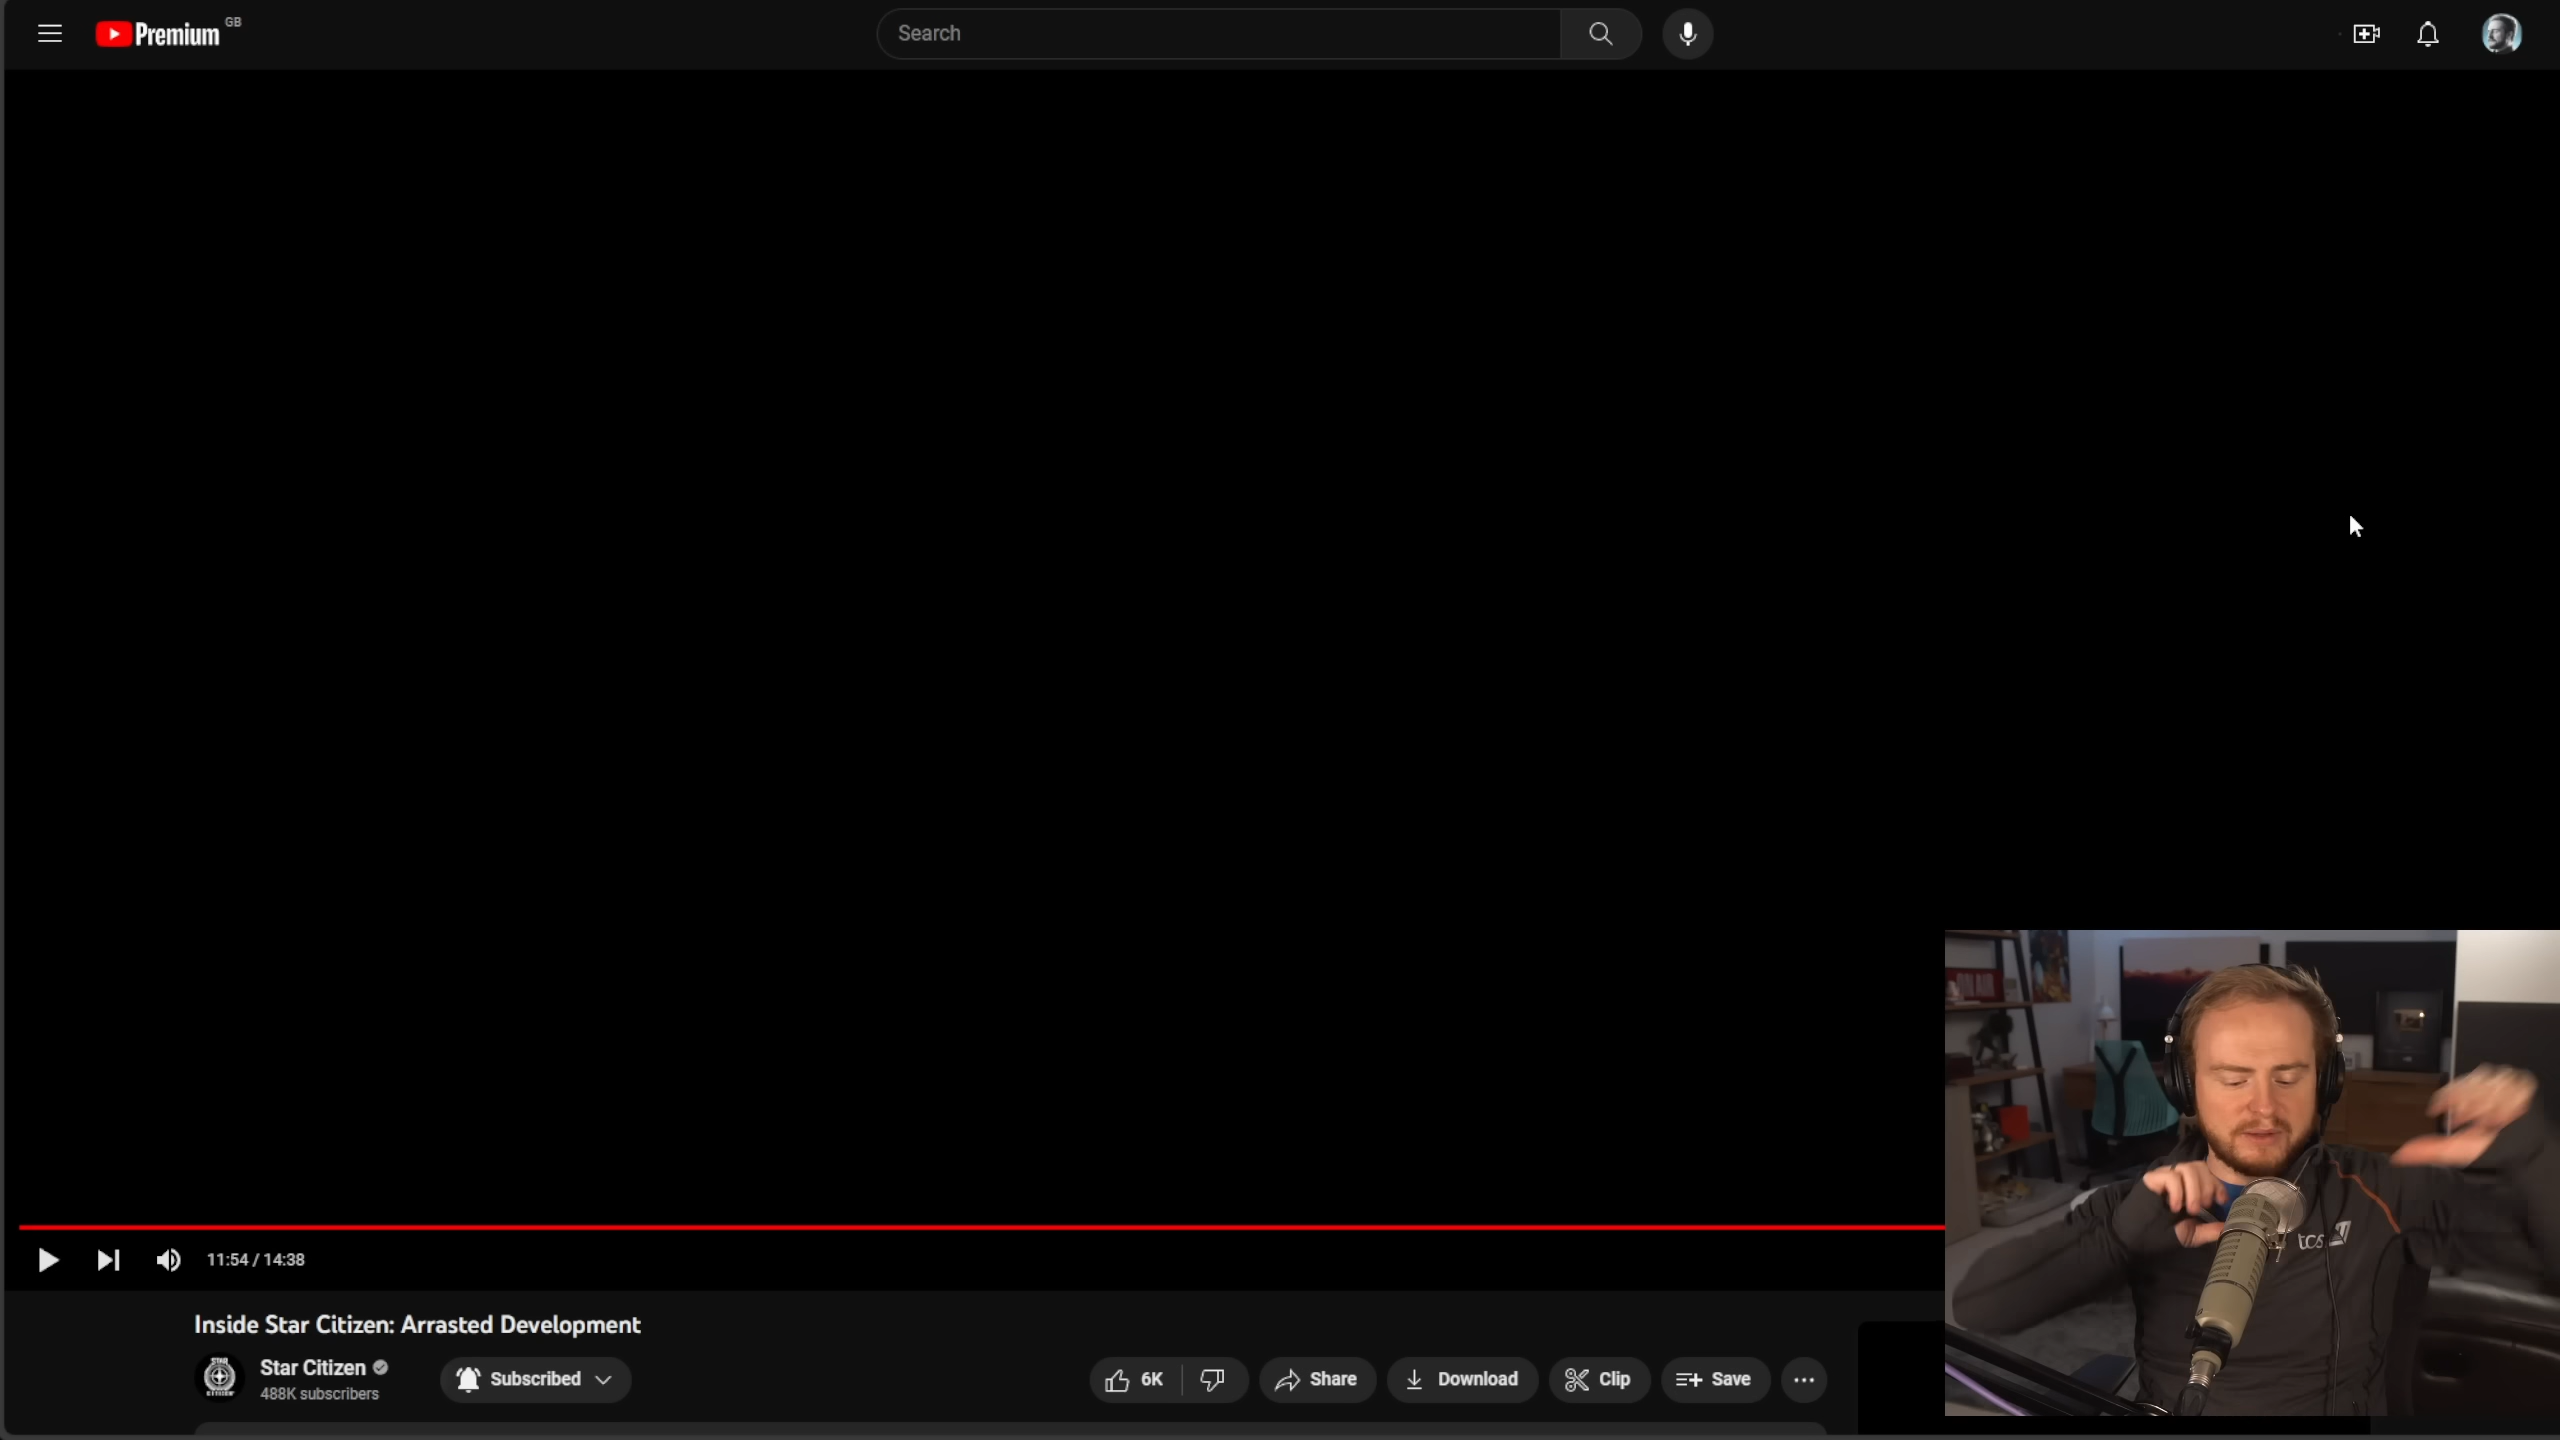 Premium GB
Search
11:54 / 14:38
Inside Star Citizen: Arrasted Development
Star Citizen
488K subscribers
Subscribed
6K
Share
Download
Clip
Save
tcs